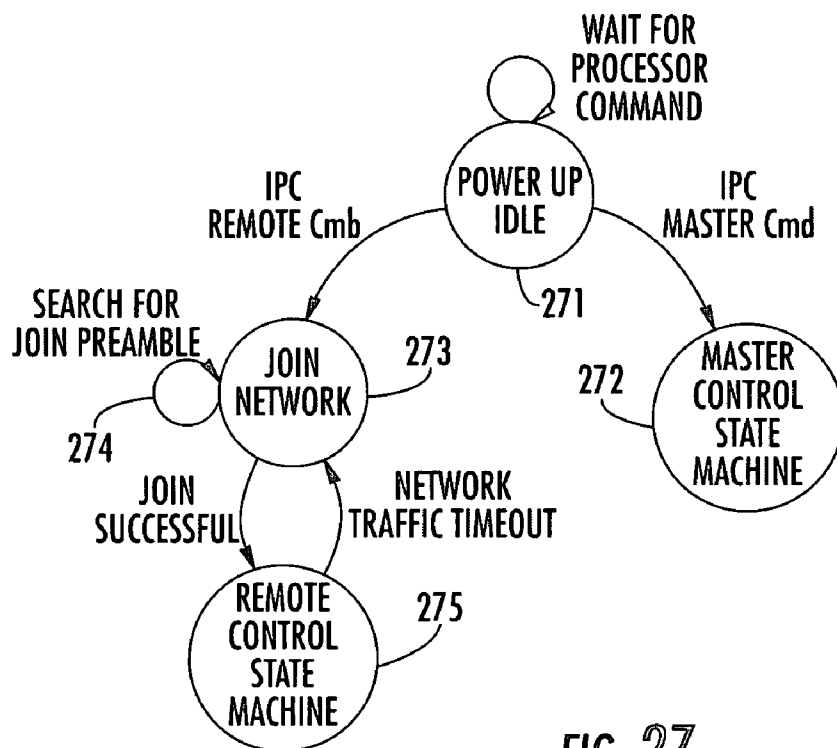 WAIT FOR
PROCESSOR
COMMAND
POWER UP
IDLE
271
IPC
REMOTE Cmb
IPC
MASTER Cmd
SEARCH FOR
JOIN PREAMBLE
274
JOIN
NETWORK
273
272
MASTER
CONTROL
STATE
MACHINE
JOIN
SUCCESSFUL
NETWORK
TRAFFIC TIMEOUT
REMOTE
CONTROL
STATE
MACHINE
275
FIG. 27